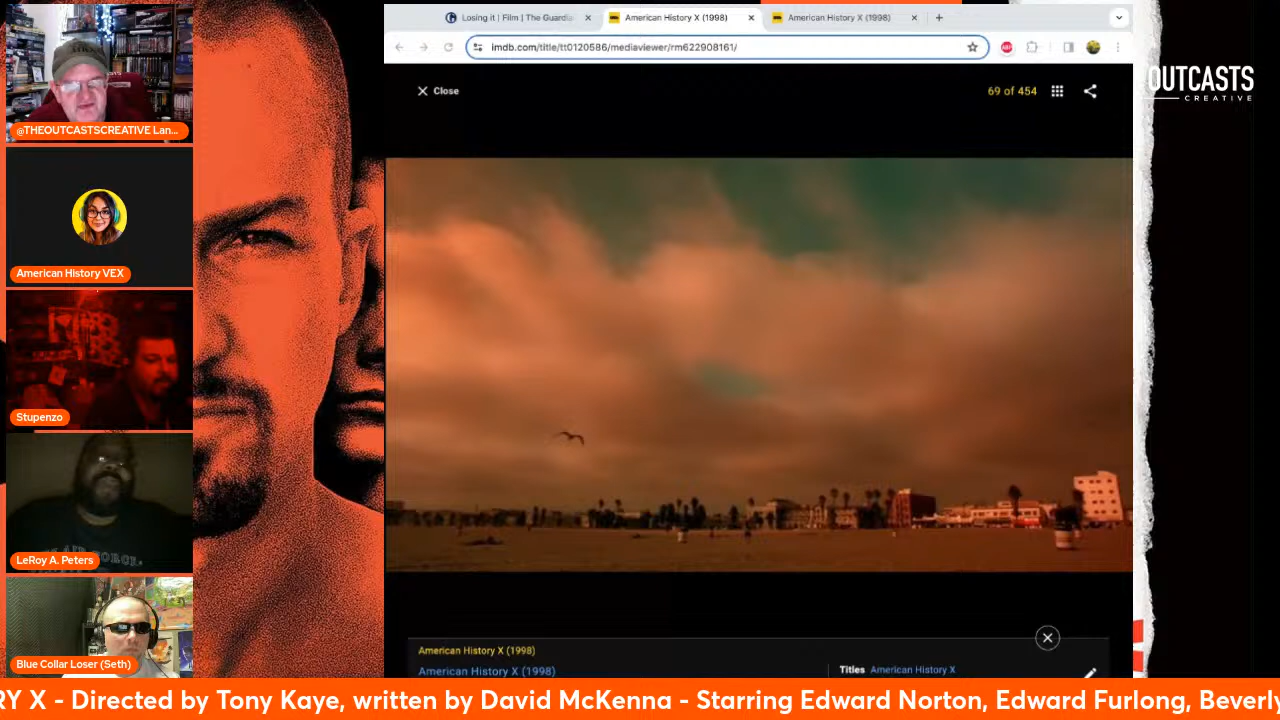 Losing it | Film | The Guardia
American History X (1998)
American History X (1998)
imdb.com/title/tt0120586/mediaviewer/rm622908161/
Close
69 of 454
OUTCASTS
CREATIVE
@THEOUTCASTSCREATIVE Lan...
American History VEX
Stupenzo
AIR FORCE
LeRoy A. Peters
Blue Collar Loser (Seth)
American History X (1998)
American History X (1998)
Titles American History X
RY X - Directed by Tony Kaye, written by David McKenna - Starring Edward Norton, Edward Furlong, Beverly